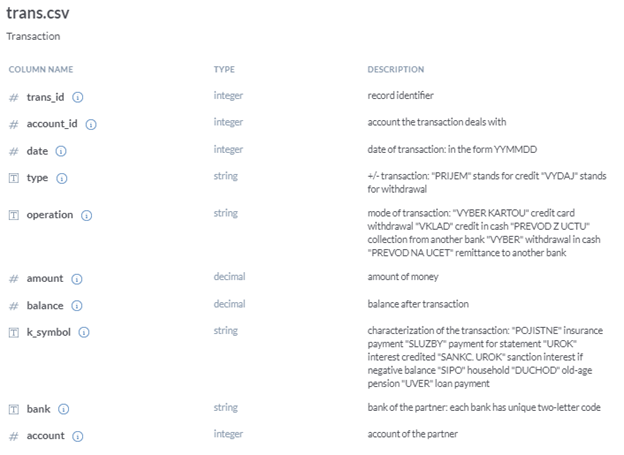 trans.csv
Transaction
COLUMN NAME TYPE DESCRIPTION
# trans_id integer record identifier
# account_id integer account the transaction deals with
# date integer date of transaction: in the form YYMMDD
T type string +/- transaction: "PRIJEM" stands for credit "VYDAJ" stands
for withdrawal
T operation string mode of transaction: "VYBER KARTOU" credit card
withdrawal "VKLAD" credit in cash "PREVOD Z UCTU"
collection from another bank "VYBER" withdrawal in cash
"PREVOD NA UCET" remittance to another bank
# amount decimal amount of money
# balance decimal balance after transaction
T k_symbol string characterization of the transaction: "POJISTNE" insurance
payment "SLUZBY" payment for statement "UROK"
interest credited "SANKC. UROK" sanction interest if
negative balance "SIPO" household "DUCHOD" old-age
pension "UVER" loan payment
T bank string bank of the partner: each bank has unique two-letter code
# account integer account of the partner